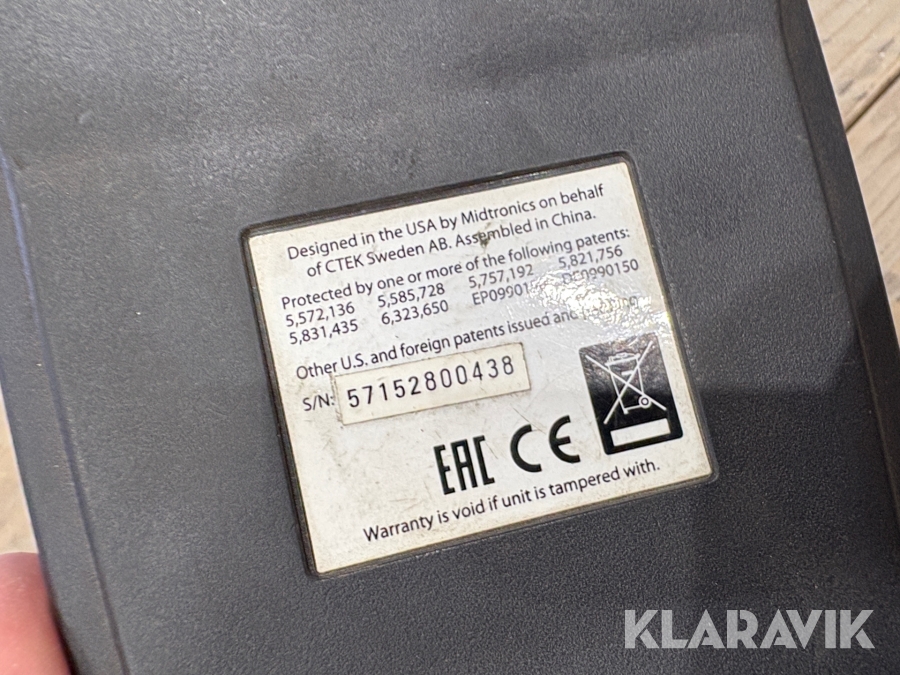 Designed in the USA by Midtronics on behalf
of CTEK Sweden AB. Assembled in China.
Protected by one or more of the following patents:
5,572,136 5,585,728 5,757,192 5,821,756
5,831,435 6,323,650
Other U.S. and foreign patents issued and
S/N: 57152800438
EAC CE
Warranty is void if unit is tampered with.
KLARAVIK